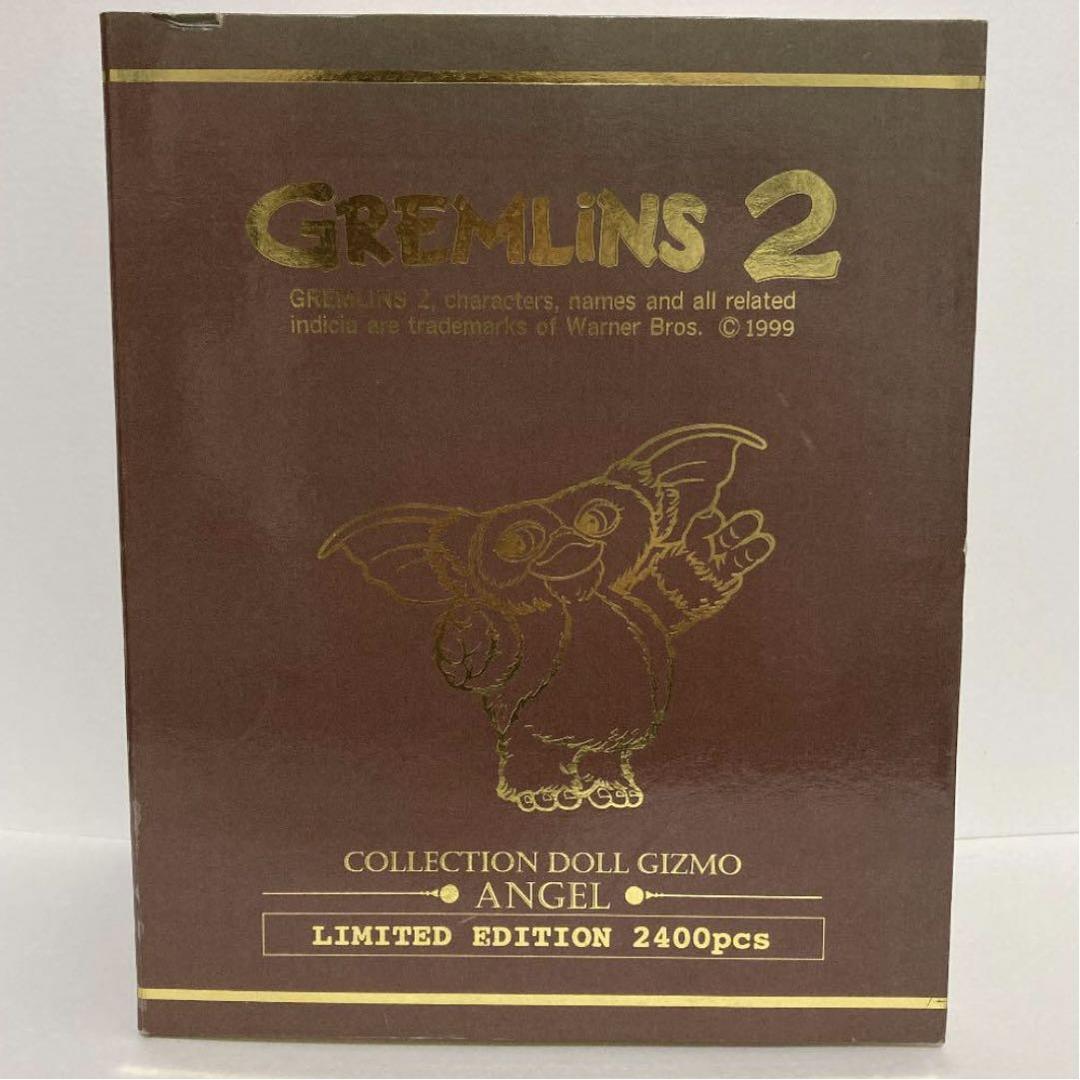 GREMLiNS 2
GREMLINS 2, characters, names and all related
indicia are trademarks of Warner Bros. © 1999
COLLECTION DOLL GIZMO
ANGEL
LIMITED EDITION 2400pcs